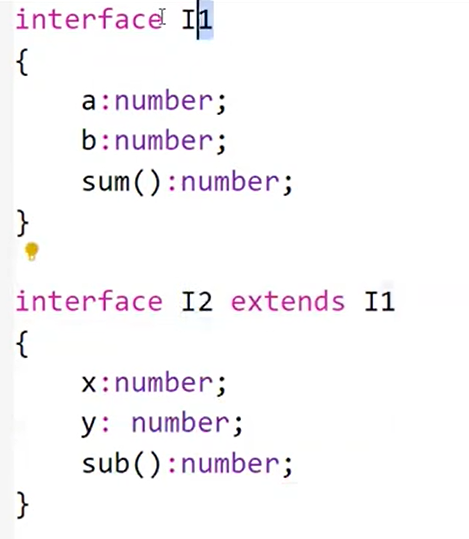 interface I1
{
a:number;
b:number;
sum():number;
}
interface I2 extends I1
{
x:number;
y: number;
sub():number;
}